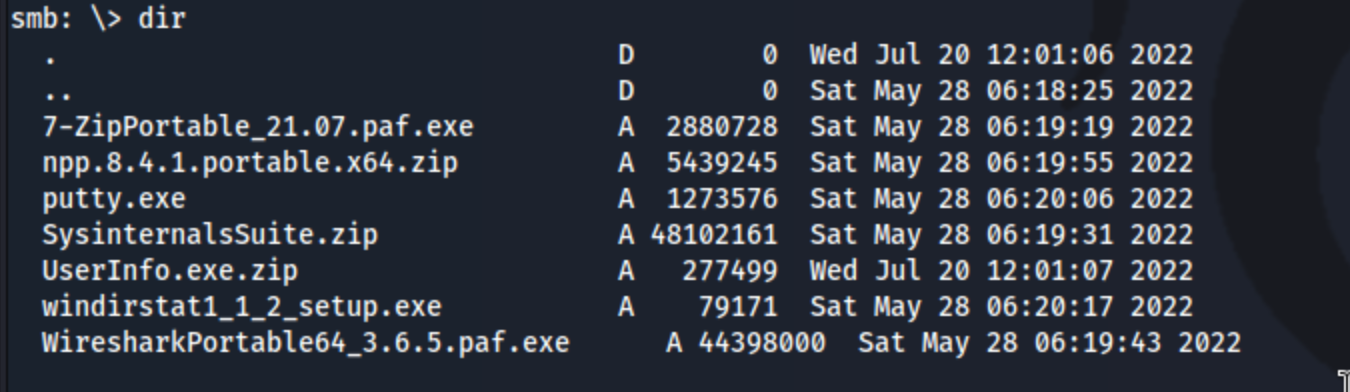 smb: \> dir
  .                                   D        0  Wed Jul 20 12:01:06 2022
  ..                                  D        0  Sat May 28 06:18:25 2022
  7-ZipPortable_21.07.paf.exe         A  2880728  Sat May 28 06:19:19 2022
  npp.8.4.1.portable.x64.zip          A  5439245  Sat May 28 06:19:55 2022
  putty.exe                           A  1273576  Sat May 28 06:20:06 2022
  SysinternalsSuite.zip               A 48102161  Sat May 28 06:19:31 2022
  UserInfo.exe.zip                    A   277499  Wed Jul 20 12:01:07 2022
  windirstat1_1_2_setup.exe           A    79171  Sat May 28 06:20:17 2022
  WiresharkPortable64_3.6.5.paf.exe      A 44398000  Sat May 28 06:19:43 2022